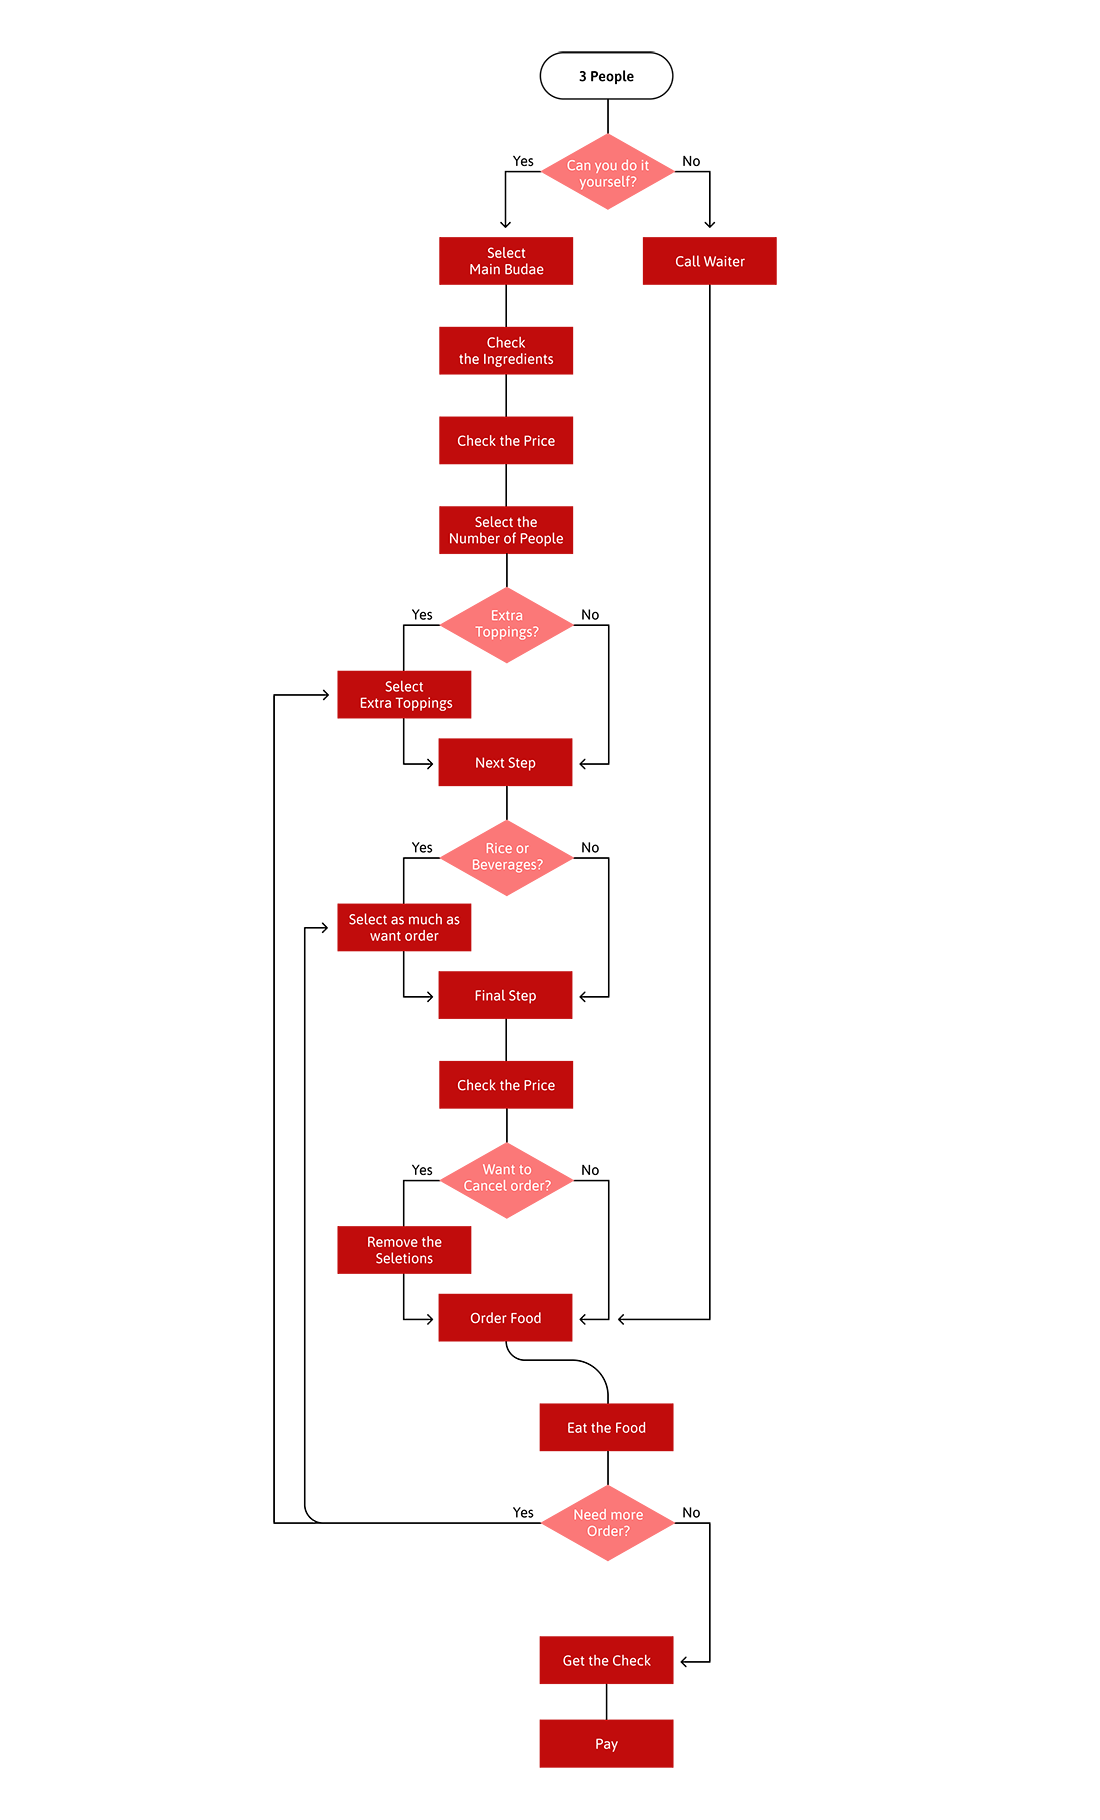 3 People
Can you do it
yourself?
Yes
No
Select
Main Budae
Call Waiter
Check
the Ingredients
Check the Price
Select the
Number of People
Extra
Toppings?
Yes
No
Select
Extra Toppings
Next Step
Rice or
Beverages?
Yes
No
Select as much as
want order
Final Step
Check the Price
Want to
Cancel order?
Yes
No
Remove the
Seletions
Order Food
Eat the Food
Need more
Order?
Yes
No
Get the Check
Pay